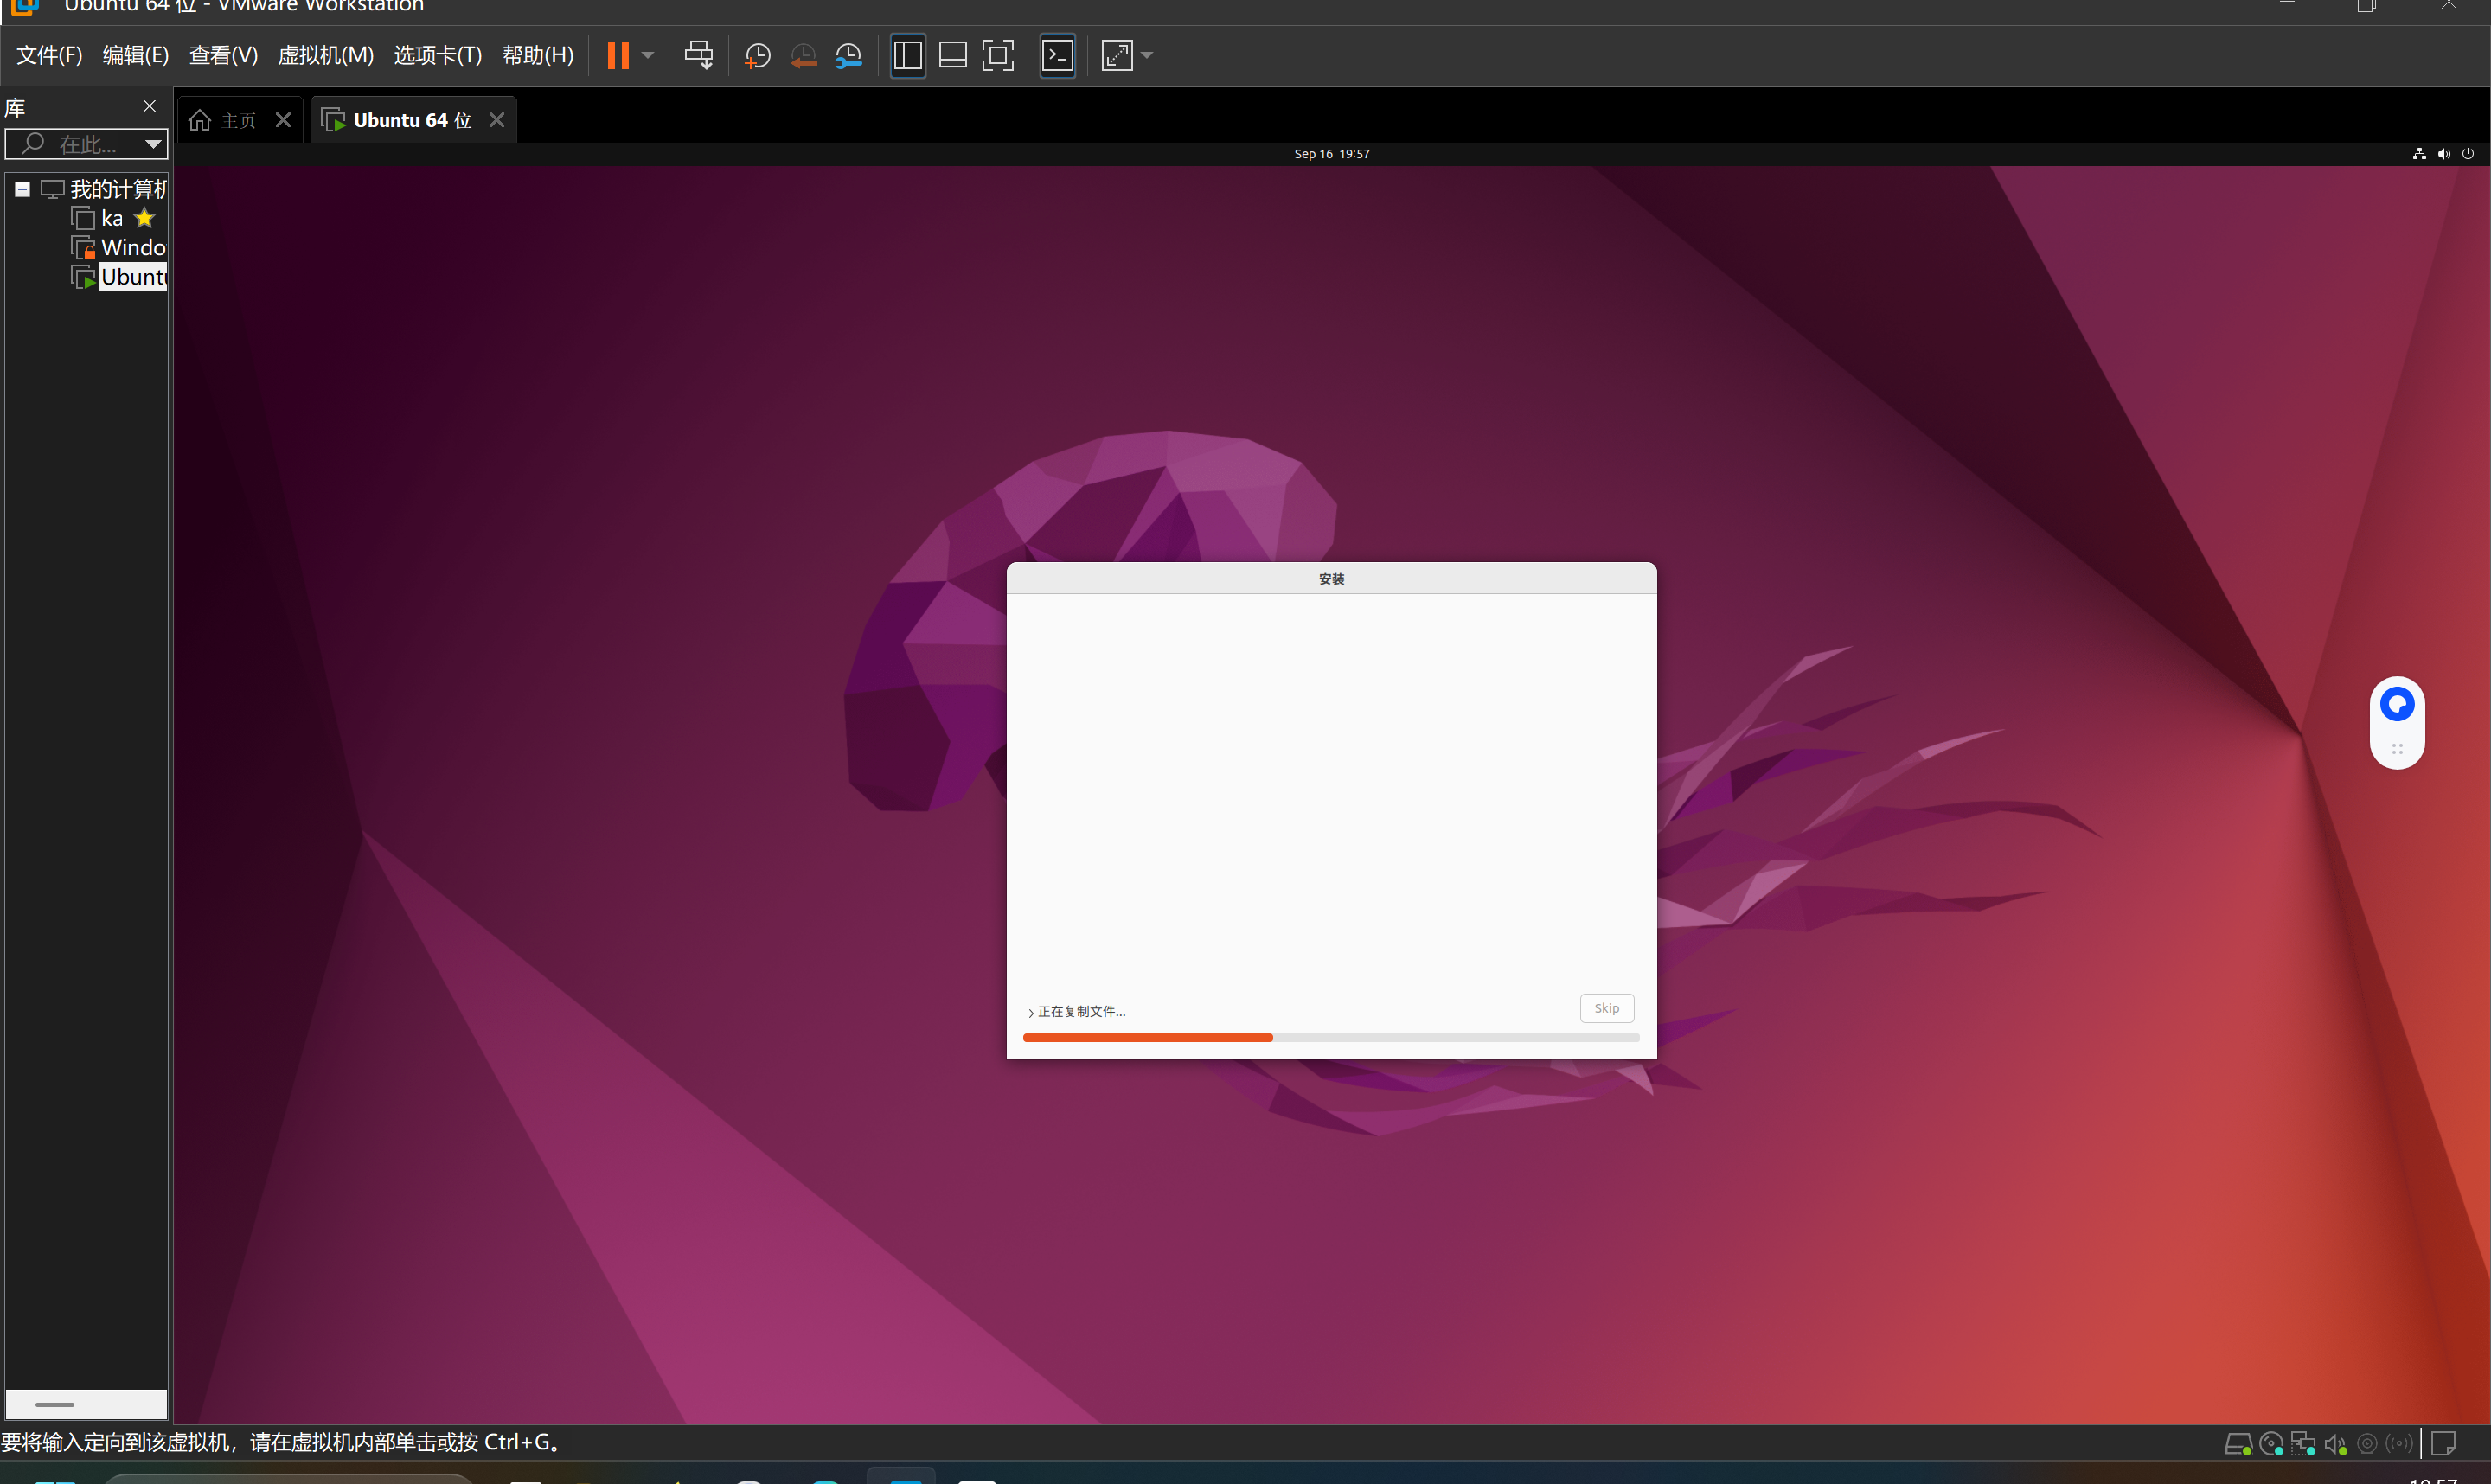 Ubuntu 64 位 - VMware Workstation
文件(F) 编辑(E) 查看(V) 虚拟机(M) 选项卡(T) 帮助(H)
库
主页
Ubuntu 64 位
在此...
Sep 16 19:57
我的计算机
ka
Windo
Ubuntu
安装
正在复制文件...
Skip
要将输入定向到该虚拟机，请在虚拟机内部单击或按 Ctrl+G。
19:57